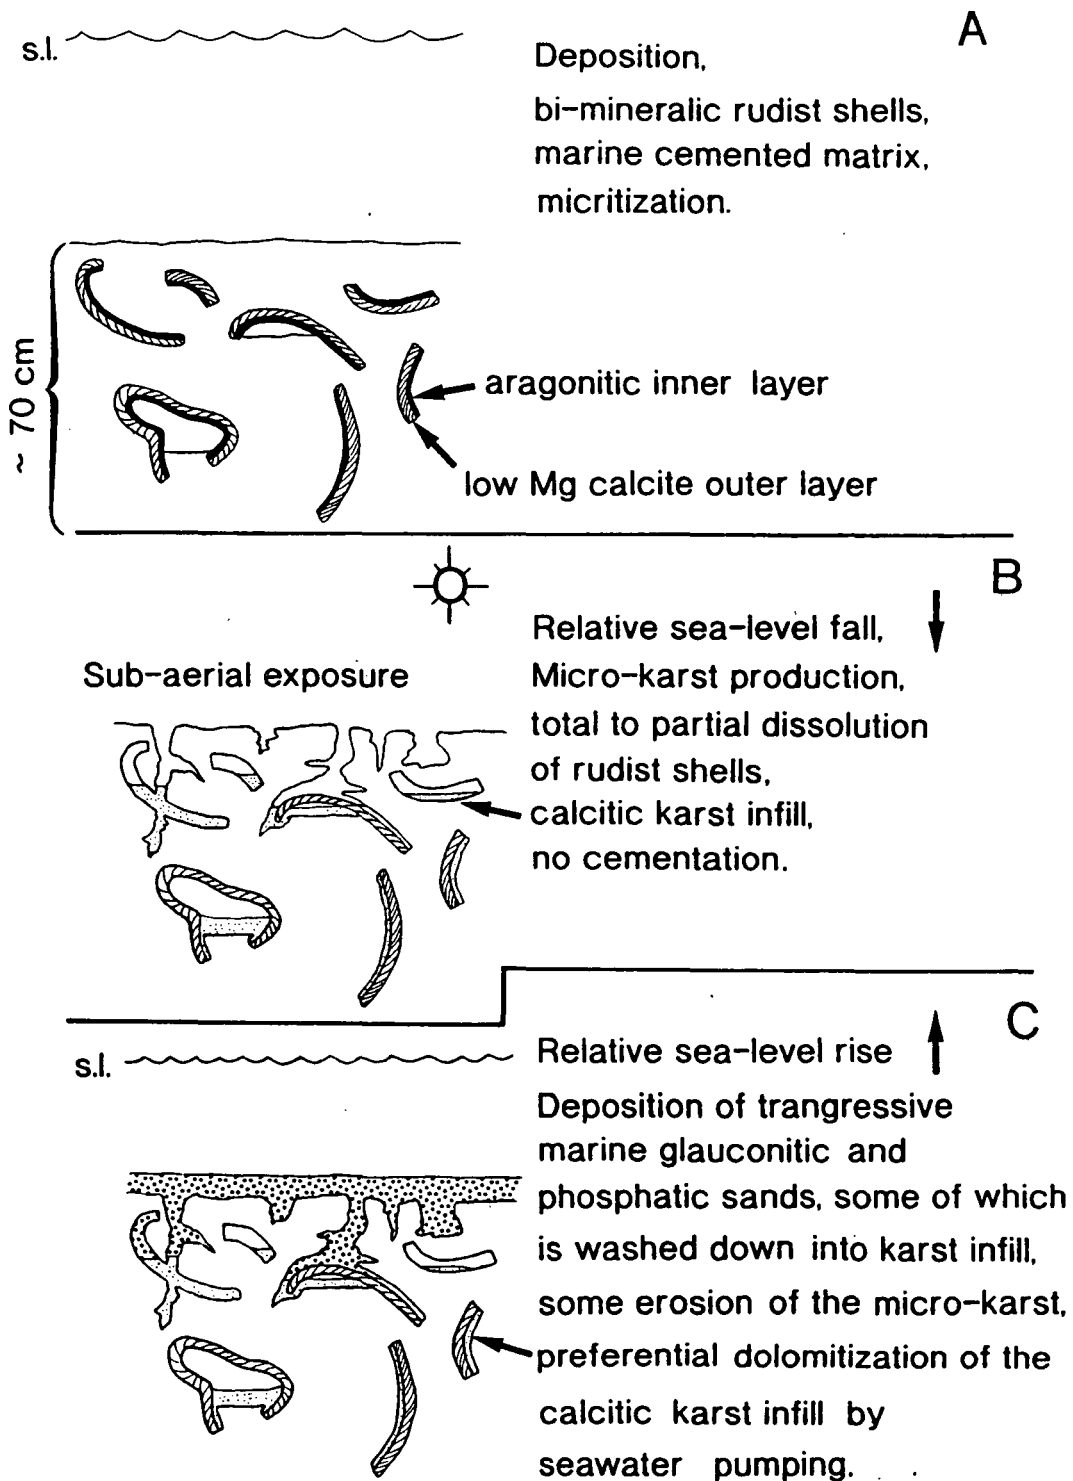 A
s.l.
Deposition,
bi-mineralic rudist shells,
marine cemented matrix,
micritization.
~ 70 cm
aragonitic inner layer
low Mg calcite outer layer
B
Relative sea-level fall,
Sub-aerial exposure
Micro-karst production,
total to partial dissolution
of rudist shells,
calcitic karst infill,
no cementation.
C
s.l.
Relative sea-level rise
Deposition of trangressive
marine glauconitic and
phosphatic sands, some of which
is washed down into karst infill,
some erosion of the micro-karst,
preferential dolomitization of the
calcitic karst infill by
seawater pumping.